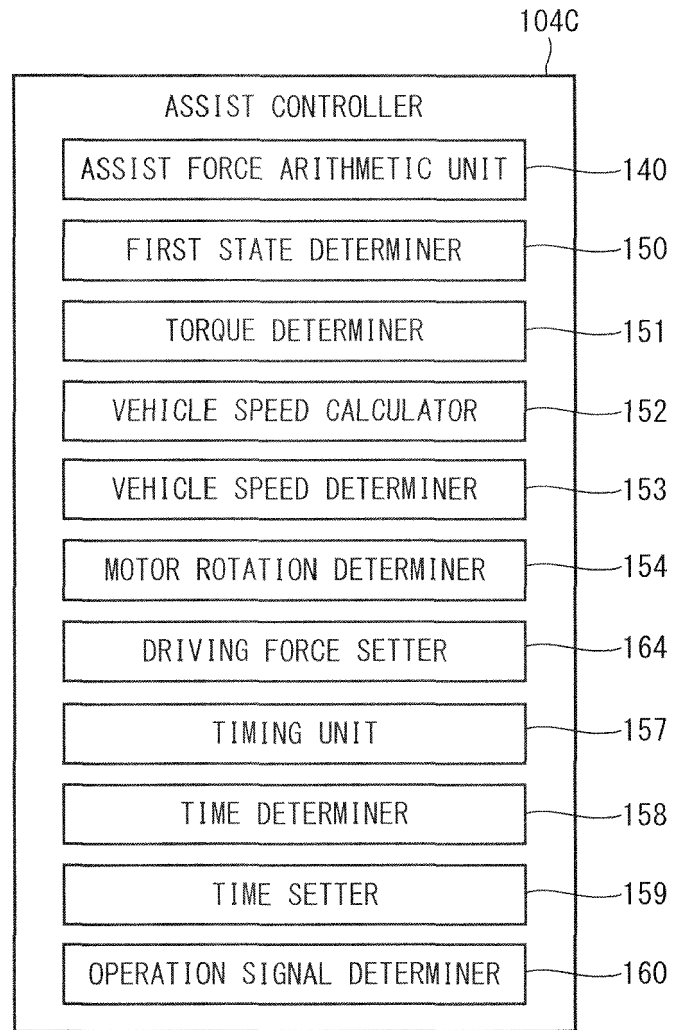 104C
ASSIST CONTROLLER
ASSIST FORCE ARITHMETIC UNIT 140
FIRST STATE DETERMINER 150
TORQUE DETERMINER 151
VEHICLE SPEED CALCULATOR 152
VEHICLE SPEED DETERMINER 153
MOTOR ROTATION DETERMINER 154
DRIVING FORCE SETTER 164
TIMING UNIT 157
TIME DETERMINER 158
TIME SETTER 159
OPERATION SIGNAL DETERMINER 160